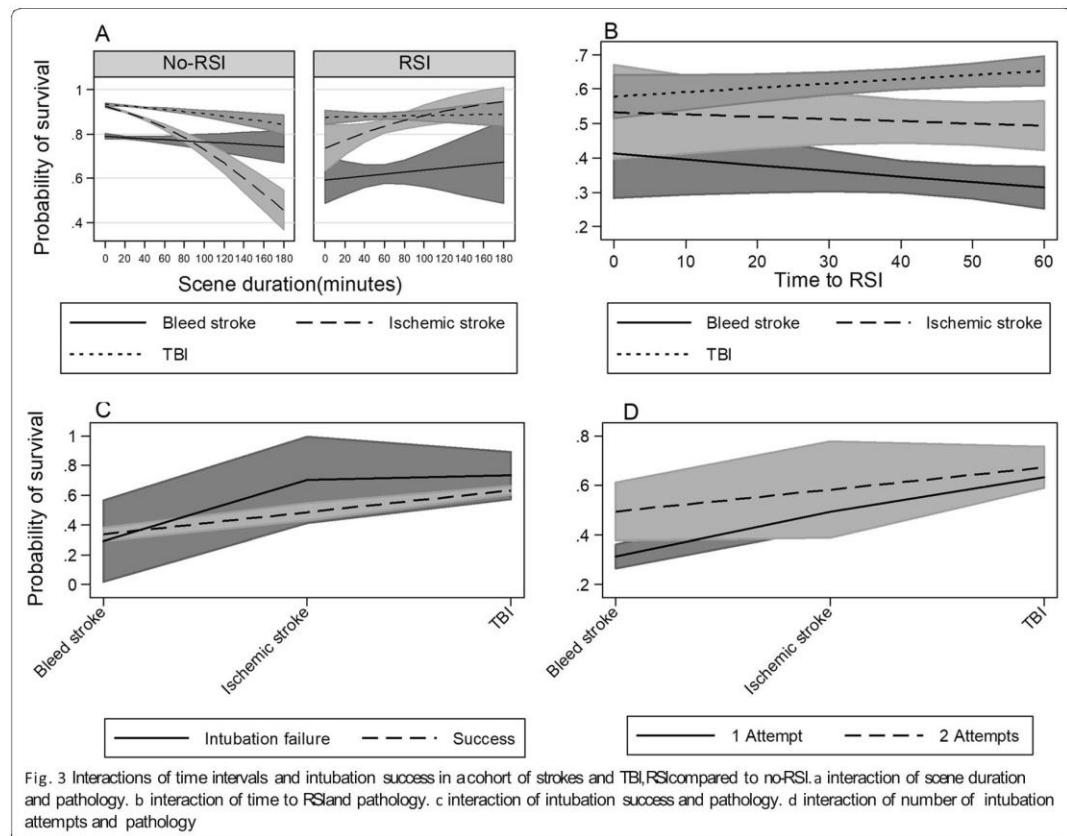 A
No-RSI
RSI
Probability of survival
1
.8
.6
.4
0 20 40 60 80 100 120 140 160 180
0 20 40 60 80 100 120 140 160 180
Scene duration(minutes)
Bleed stroke
Ischemic stroke
TBI
B
.7
.6
.5
.4
.3
.2
0 10 20 30 40 50 60
Time to RSI
Bleed stroke
Ischemic stroke
TBI
C
Probability of survival
1
.8
.6
.4
.2
0
Bleed stroke
Ischemic stroke
TBI
Intubation failure
Success
D
.8
.6
.4
.2
Bleed stroke
Ischemic stroke
TBI
1 Attempt
2 Attempts
Fig. 3 Interactions of time intervals and intubation success in a cohort of strokes and TBI, RSI compared to no-RSI. a interaction of scene duration
and pathology. b interaction of time to RSI and pathology. c interaction of intubation success and pathology. d interaction of number of intubation
attempts and pathology